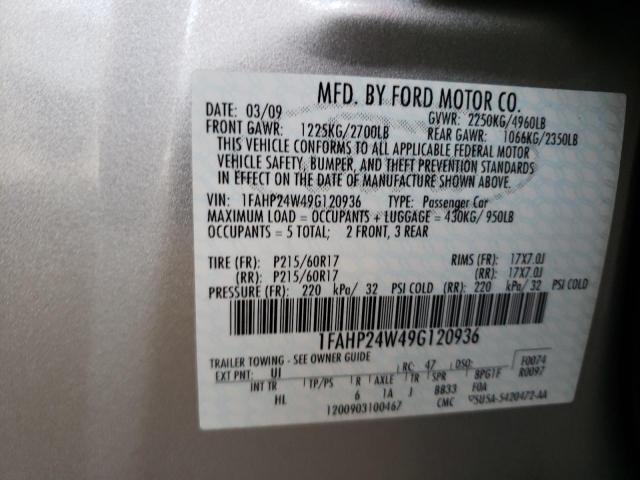 MFD. BY FORD MOTOR CO.
DATE: 03/09 GVWR: 2250KG/4960LB
FRONT GAWR: 1225KG/2700LB REAR GAWR: 1066KG/2350LB
THIS VEHICLE CONFORMS TO ALL APPLICABLE FEDERAL MOTOR
VEHICLE SAFETY, BUMPER, AND THEFT PREVENTION STANDARDS
IN EFFECT ON THE DATE OF MANUFACTURE SHOWN ABOVE.
VIN: 1FAHP24W49G120936 TYPE: Passenger Car
MAXIMUM LOAD = OCCUPANTS + LUGGAGE = 430KG/ 950LB
OCCUPANTS = 5 TOTAL; 2 FRONT, 3 REAR
TIRE (FR): P215/60R17 RIMS (FR): 17X7.0J
(RR): P215/60R17 (RR): 17X7.0J
PRESSURE (FR): 220 kPa/ 32 PSI COLD (RR): 220 kPa/ 32 PSI COLD
1FAHP24W49G120936
TRAILER TOWING - SEE OWNER GUIDE
EXT PNT: UI RC: 47 DSO: F0074
R0097
INT TR TP/PS R AXLE TR SPR BPG1F
HL 6 1A J BB33 F0A
1200903100467 CMC 5U5A-5420472-AA